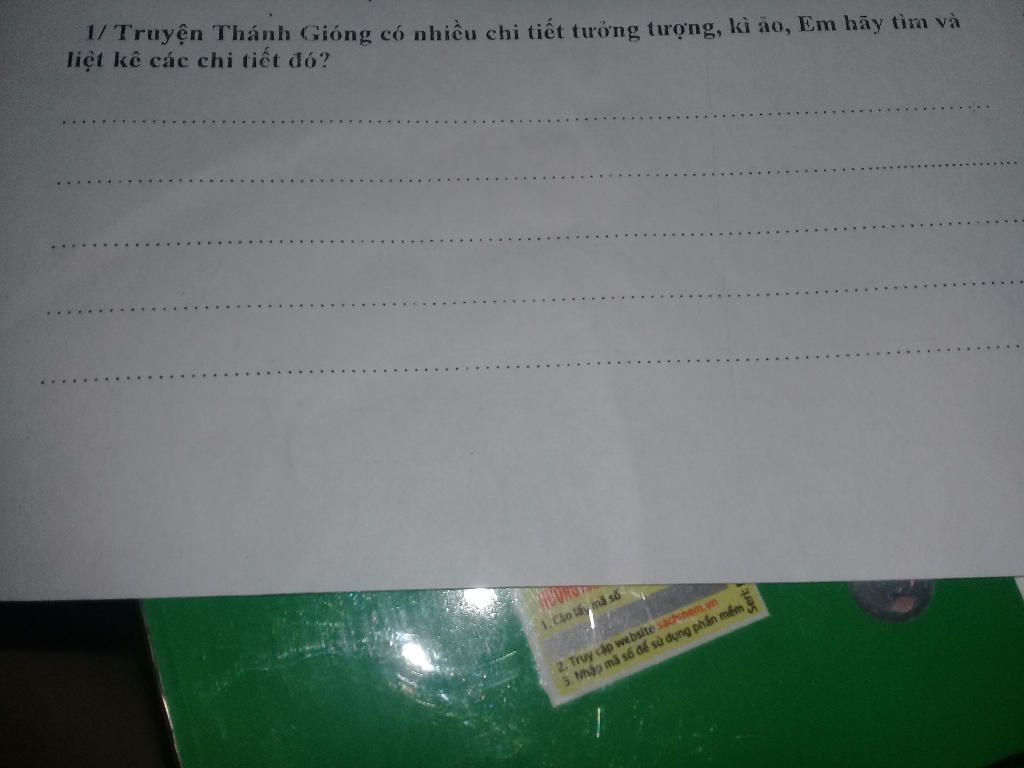 1/ Truyện Thánh Gióng có nhiều chi tiết tưởng tượng, kì ảo, Em hãy tìm và
liệt kê các chi tiết đó?
1. Cào lấy mã số
2. Truy cập website sachmem.vn
3. Nhập mã số để sử dụng phần mềm